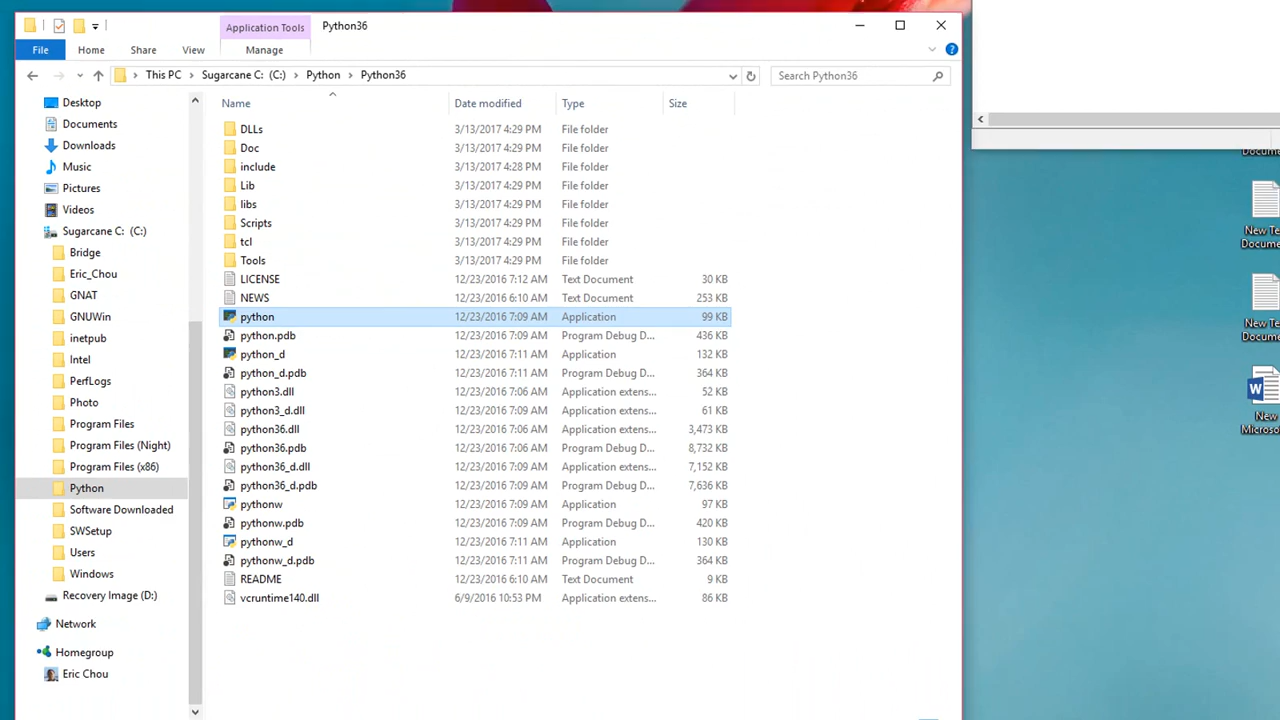 Application Tools
Python36
File
Home
Share
View
Manage
This PC
Sugarcane C: (C:)
Python
Python36
Search Python36
Desktop
Documents
Downloads
Music
Pictures
Videos
Sugarcane C: (C:)
Bridge
Eric_Chou
GNAT
GNUWin
inetpub
Intel
PerfLogs
Photo
Program Files
Program Files (Night)
Program Files (x86)
Python
Software Downloaded
SWSetup
Users
Windows
Recovery Image (D:)
Network
Homegroup
Eric Chou
Name Date modified Type Size
DLLs 3/13/2017 4:29 PM File folder
Doc 3/13/2017 4:29 PM File folder
include 3/13/2017 4:28 PM File folder
Lib 3/13/2017 4:29 PM File folder
libs 3/13/2017 4:29 PM File folder
Scripts 3/13/2017 4:29 PM File folder
tcl 3/13/2017 4:29 PM File folder
Tools 3/13/2017 4:29 PM File folder
LICENSE 12/23/2016 7:12 AM Text Document 30 KB
NEWS 12/23/2016 6:10 AM Text Document 253 KB
python 12/23/2016 7:09 AM Application 99 KB
python.pdb 12/23/2016 7:09 AM Program Debug D... 436 KB
python_d 12/23/2016 7:11 AM Application 132 KB
python_d.pdb 12/23/2016 7:11 AM Program Debug D... 364 KB
python3.dll 12/23/2016 7:06 AM Application extens... 52 KB
python3_d.dll 12/23/2016 7:09 AM Application extens... 61 KB
python36.dll 12/23/2016 7:06 AM Application extens... 3,473 KB
python36.pdb 12/23/2016 7:06 AM Program Debug D... 8,732 KB
python36_d.dll 12/23/2016 7:09 AM Application extens... 7,152 KB
python36_d.pdb 12/23/2016 7:09 AM Program Debug D... 7,636 KB
pythonw 12/23/2016 7:09 AM Application 97 KB
pythonw.pdb 12/23/2016 7:09 AM Program Debug D... 420 KB
pythonw_d 12/23/2016 7:11 AM Application 130 KB
pythonw_d.pdb 12/23/2016 7:11 AM Program Debug D... 364 KB
README 12/23/2016 6:10 AM Text Document 9 KB
vcruntime140.dll 6/9/2016 10:53 PM Application extens... 86 KB
Docume
New Te
Docume
New Te
Docume
W
New
Microso